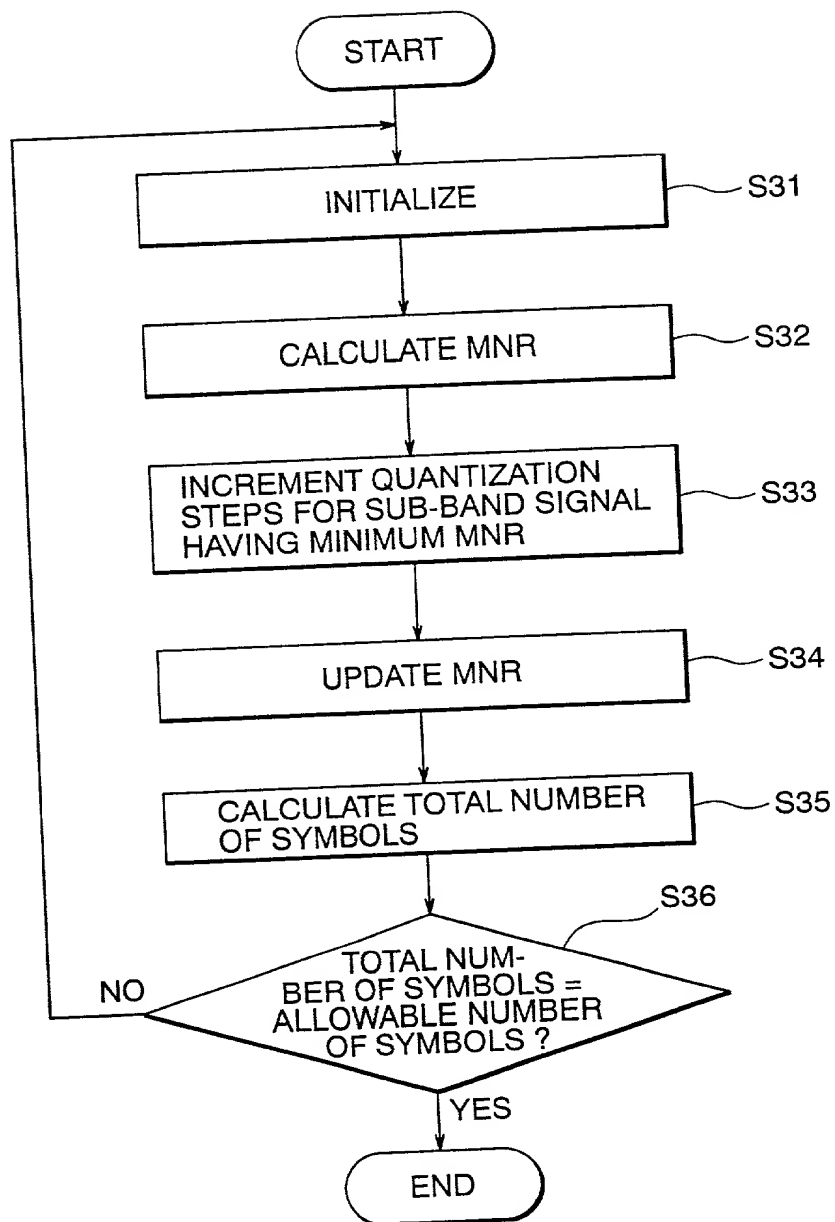 START
INITIALIZE
S31
CALCULATE MNR
S32
INCREMENT QUANTIZATION
STEPS FOR SUB-BAND SIGNAL
HAVING MINIMUM MNR
S33
UPDATE MNR
S34
CALCULATE TOTAL NUMBER
OF SYMBOLS
S35
S36
TOTAL NUM-
BER OF SYMBOLS =
ALLOWABLE NUMBER
OF SYMBOLS ?
NO
YES
END